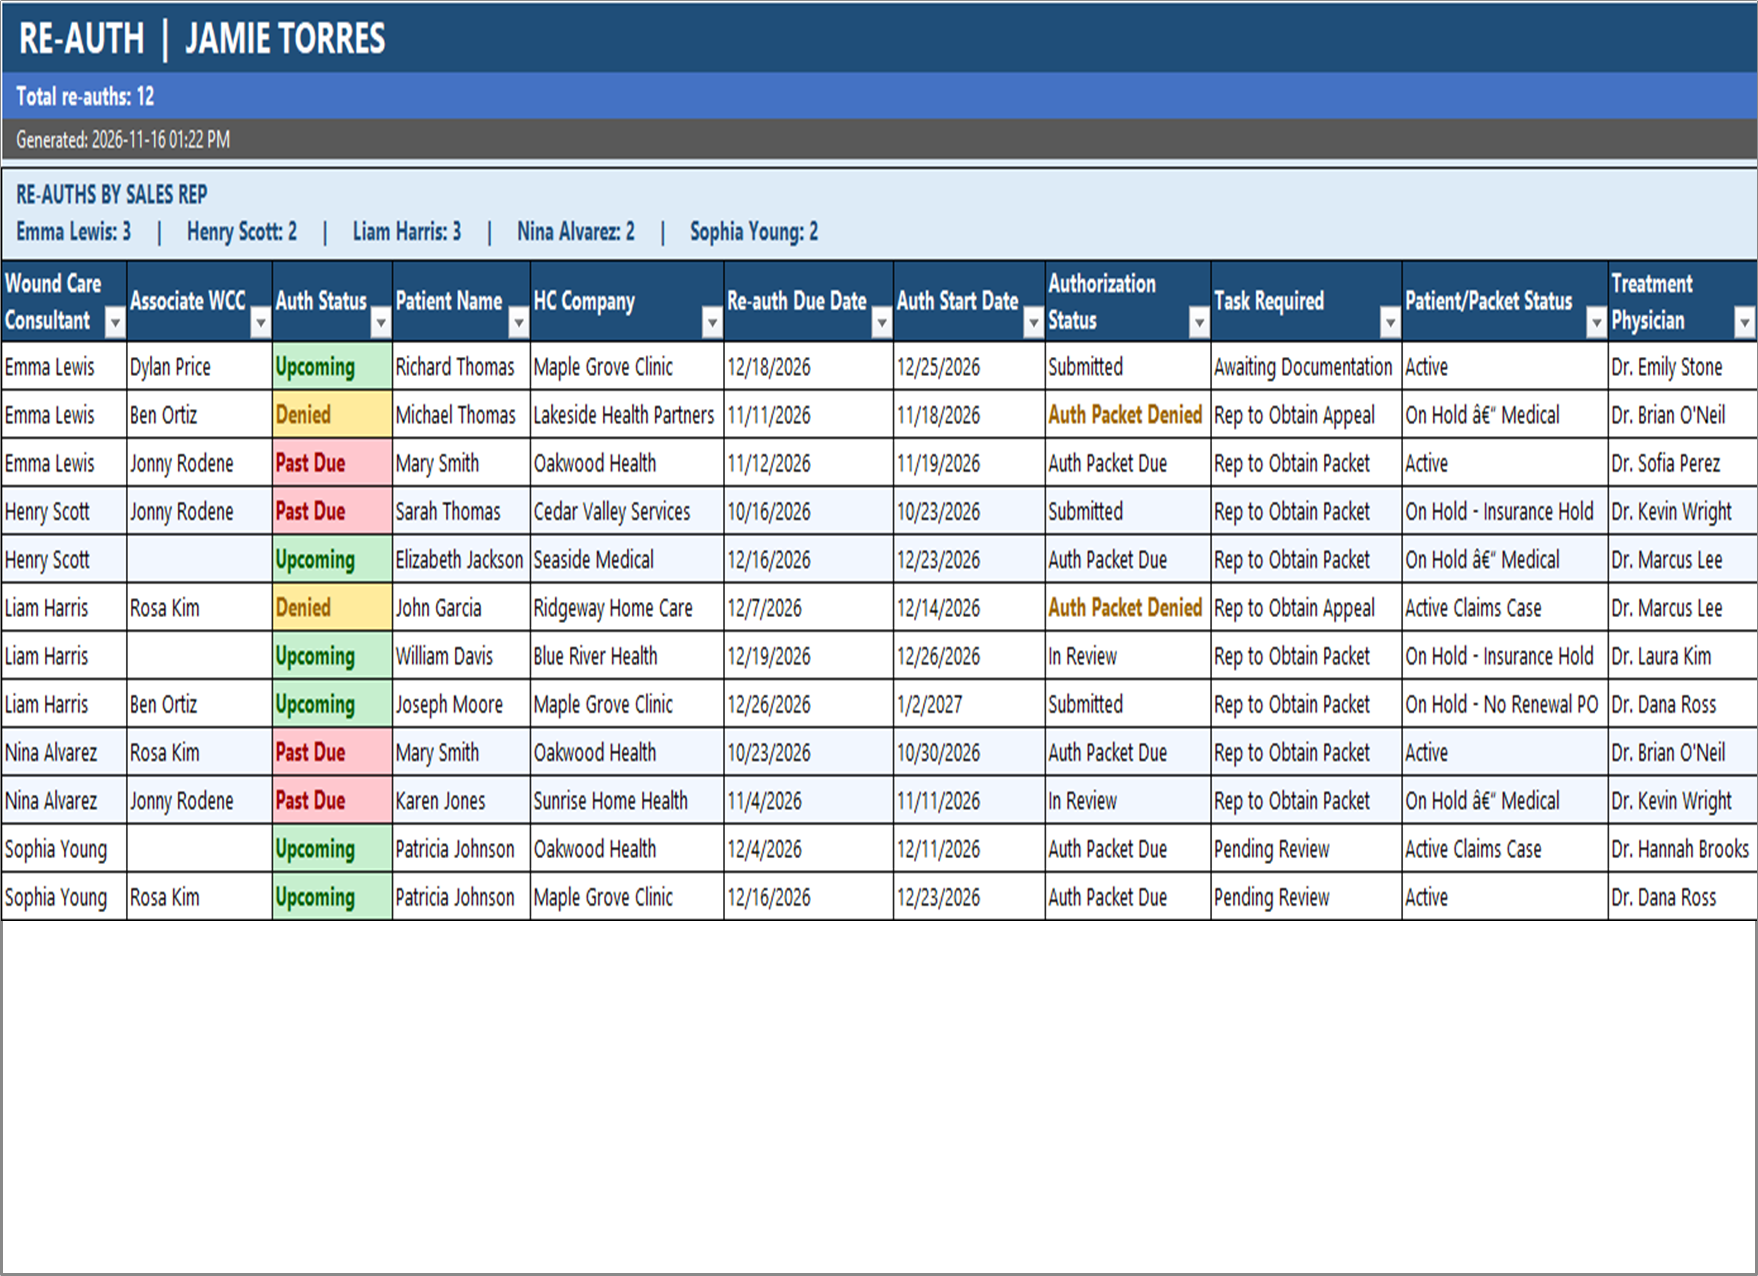 RE-AUTH | JAMIE TORRES
Total re-auths: 12
Generated: 2026-11-16 01:22 PM
RE-AUTHS BY SALES REP
Emma Lewis: 3 | Henry Scott: 2 | Liam Harris: 3 | Nina Alvarez: 2 | Sophia Young: 2
Wound Care Consultant Associate WCC Auth Status Patient Name HC Company Re-auth Due Date Auth Start Date Authorization Status Task Required Patient/Packet Status Treatment Physician
Emma Lewis Dylan Price Upcoming Richard Thomas Maple Grove Clinic 12/18/2026 12/25/2026 Submitted Awaiting Documentation Active Dr. Emily Stone
Emma Lewis Ben Ortiz Denied Michael Thomas Lakeside Health Partners 11/11/2026 11/18/2026 Auth Packet Denied Rep to Obtain Appeal On Hold â€“ Medical Dr. Brian O'Neil
Emma Lewis Jonny Rodene Past Due Mary Smith Oakwood Health 11/12/2026 11/19/2026 Auth Packet Due Rep to Obtain Packet Active Dr. Sofia Perez
Henry Scott Jonny Rodene Past Due Sarah Thomas Cedar Valley Services 10/16/2026 10/23/2026 Submitted Rep to Obtain Packet On Hold - Insurance Hold Dr. Kevin Wright
Henry Scott Upcoming Elizabeth Jackson Seaside Medical 12/16/2026 12/23/2026 Auth Packet Due Rep to Obtain Packet On Hold â€“ Medical Dr. Marcus Lee
Liam Harris Rosa Kim Denied John Garcia Ridgeway Home Care 12/7/2026 12/14/2026 Auth Packet Denied Rep to Obtain Appeal Active Claims Case Dr. Marcus Lee
Liam Harris Upcoming William Davis Blue River Health 12/19/2026 12/26/2026 In Review Rep to Obtain Packet On Hold - Insurance Hold Dr. Laura Kim
Liam Harris Ben Ortiz Upcoming Joseph Moore Maple Grove Clinic 12/26/2026 1/2/2027 Submitted Rep to Obtain Packet On Hold - No Renewal PO Dr. Dana Ross
Nina Alvarez Rosa Kim Past Due Mary Smith Oakwood Health 10/23/2026 10/30/2026 Auth Packet Due Rep to Obtain Packet Active Dr. Brian O'Neil
Nina Alvarez Jonny Rodene Past Due Karen Jones Sunrise Home Health 11/4/2026 11/11/2026 In Review Rep to Obtain Packet On Hold â€“ Medical Dr. Kevin Wright
Sophia Young Upcoming Patricia Johnson Oakwood Health 12/4/2026 12/11/2026 Auth Packet Due Pending Review Active Claims Case Dr. Hannah Brooks
Sophia Young Rosa Kim Upcoming Patricia Johnson Maple Grove Clinic 12/16/2026 12/23/2026 Auth Packet Due Pending Review Active Dr. Dana Ross